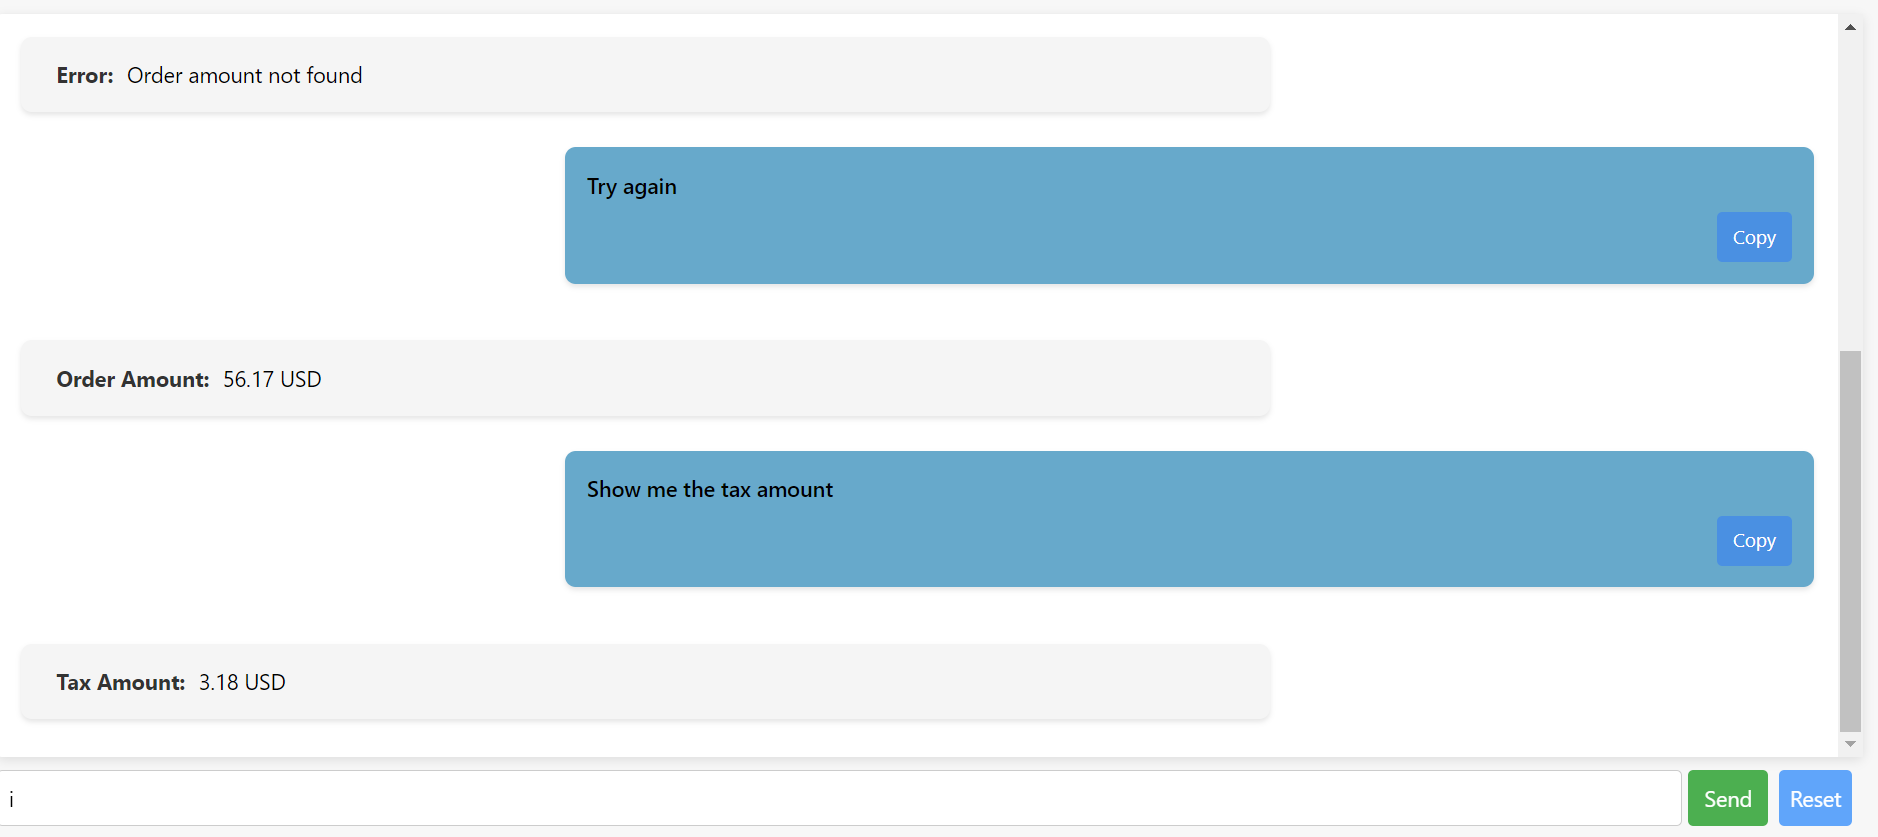 Error: Order amount not found
Try again
Copy
Order Amount: 56.17 USD
Show me the tax amount
Copy
Tax Amount: 3.18 USD
i
Send Reset